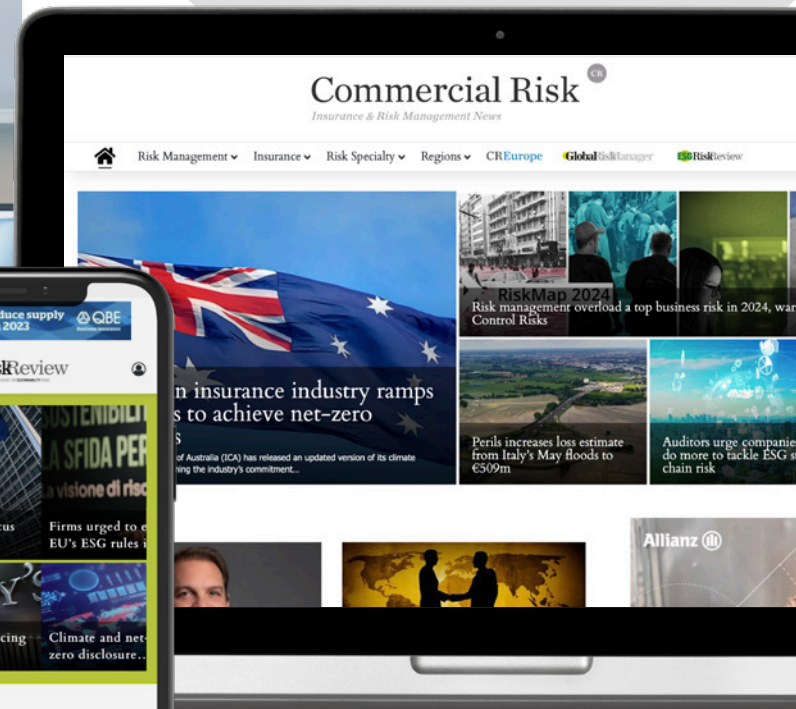 Commercial Risk
CR
Insurance & Risk Management News
Risk Management
Insurance
Risk Specialty
Regions
CREurope
GlobalRiskManager
ESGRiskReview
RiskMap 2024
Risk management overload a top business risk in 2024,
Control Risks
n insurance industry ramps
s to achieve net-zero
s
of Australia (ICA) has released an updated version of its climate
ning the industry's commitment...
Perils increases loss estimate
from Italy's May floods to
€509m
Auditors urge companie
do more to tackle ESG s
chain risk
Allianz
duce supply
2023
QBE
kReview
SOSTENIBILIT
LA SFIDA PER
la visione di risc
cus
Firms urged to e
EU's ESG rules i
Y'S
cing
Climate and net-
zero disclosure...